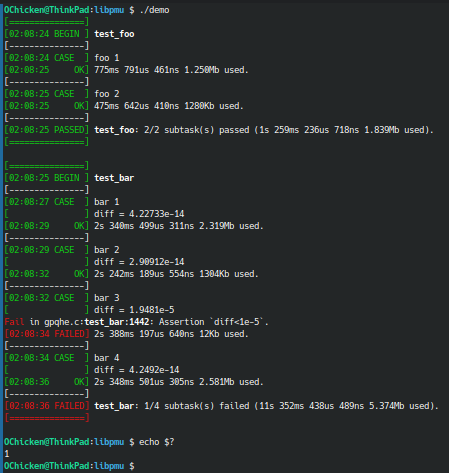 OChicken@ThinkPad:libpmu $ ./demo
[===============]
[02:08:24 BEGIN ] test_foo
[---------------]
[02:08:24 CASE  ] foo 1
[02:08:25     OK] 775ms 791us 461ns 1.250Mb used.
[---------------]
[02:08:25 CASE  ] foo 2
[02:08:25     OK] 475ms 642us 410ns 1280Kb used.
[---------------]
[02:08:25 PASSED] test_foo: 2/2 subtask(s) passed (1s 259ms 236us 718ns 1.839Mb used).
[===============]
[===============]
[02:08:25 BEGIN ] test_bar
[---------------]
[02:08:27 CASE  ] bar 1
[               ] diff = 4.22733e-14
[02:08:29     OK] 2s 340ms 499us 311ns 2.319Mb used.
[---------------]
[02:08:29 CASE  ] bar 2
[               ] diff = 2.90912e-14
[02:08:32     OK] 2s 242ms 189us 554ns 1304Kb used.
[---------------]
[02:08:32 CASE  ] bar 3
[               ] diff = 1.9481e-5
Fail in gpqhe.c:test_bar:1442: Assertion `diff<1e-5`.
[02:08:34 FAILED] 2s 388ms 197us 640ns 12Kb used.
[---------------]
[02:08:34 CASE  ] bar 4
[               ] diff = 4.2492e-14
[02:08:36     OK] 2s 348ms 501us 305ns 2.581Mb used.
[---------------]
[02:08:36 FAILED] test_bar: 1/4 subtask(s) failed (11s 352ms 438us 489ns 5.374Mb used).
[===============]
OChicken@ThinkPad:libpmu $ echo $?
1
OChicken@ThinkPad:libpmu $